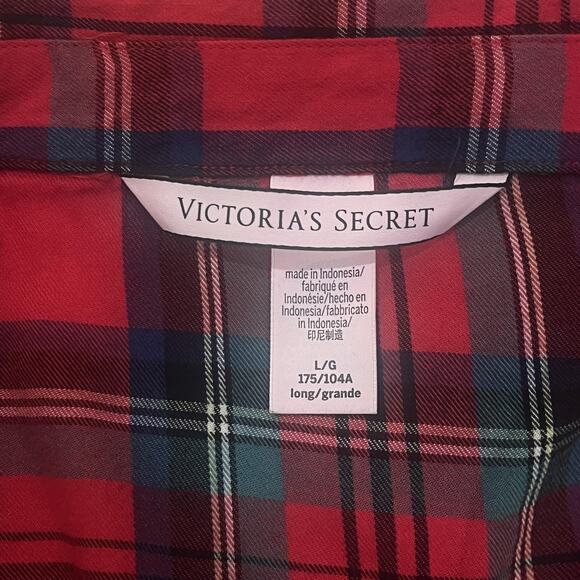 VICTORIA'S SECRET
made in Indonesia/
fabriqué en
Indonésie/hecho en
Indonesia/fabbricato
in Indonesia/
印尼制造
L/G
175/104A
long/grande